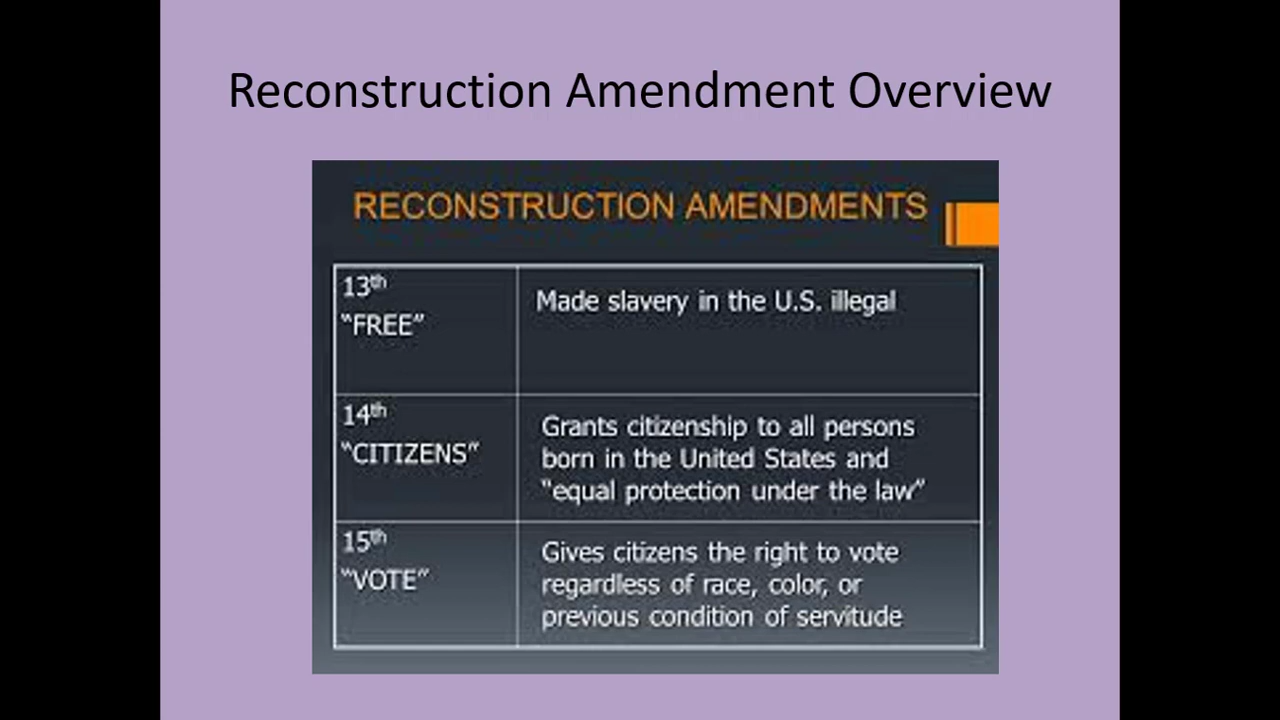 Reconstruction Amendment Overview
RECONSTRUCTION AMENDMENTS
13th
“FREE”
Made slavery in the U.S. illegal
14th
“CITIZENS”
Grants citizenship to all persons
born in the United States and
“equal protection under the law”
15th
“VOTE”
Gives citizens the right to vote
regardless of race, color, or
previous condition of servitude